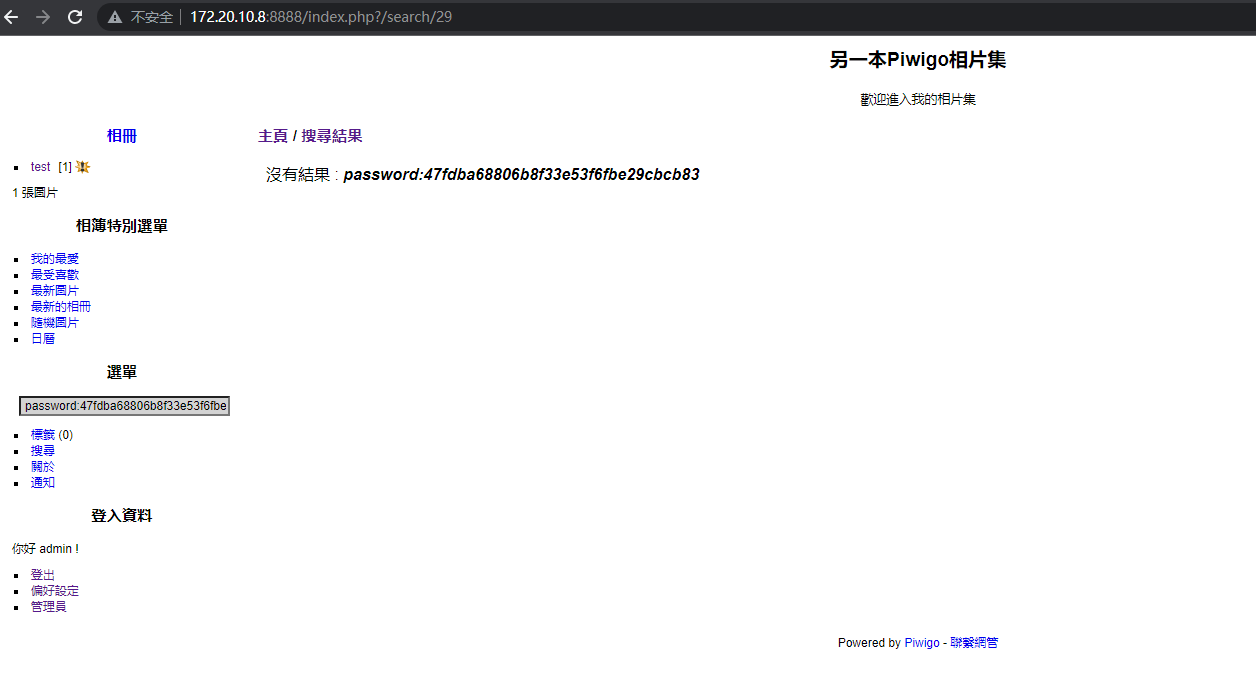 不安全 | 172.20.10.8:8888/index.php?/search/29
另一本Piwigo相片集
歡迎進入我的相片集
相冊
test [1]
1 張圖片
相薄特別選單
我的最愛
最受喜歡
最新圖片
最新的相冊
隨機圖片
日曆
選單
password:47fdba68806b8f33e53f6fbe
標籤 (0)
搜尋
關於
通知
登入資料
你好 admin !
登出
偏好設定
管理員
主頁 / 搜尋結果
沒有結果 : password:47fdba68806b8f33e53f6fbe29cbcb83
Powered by Piwigo - 聯繫網管